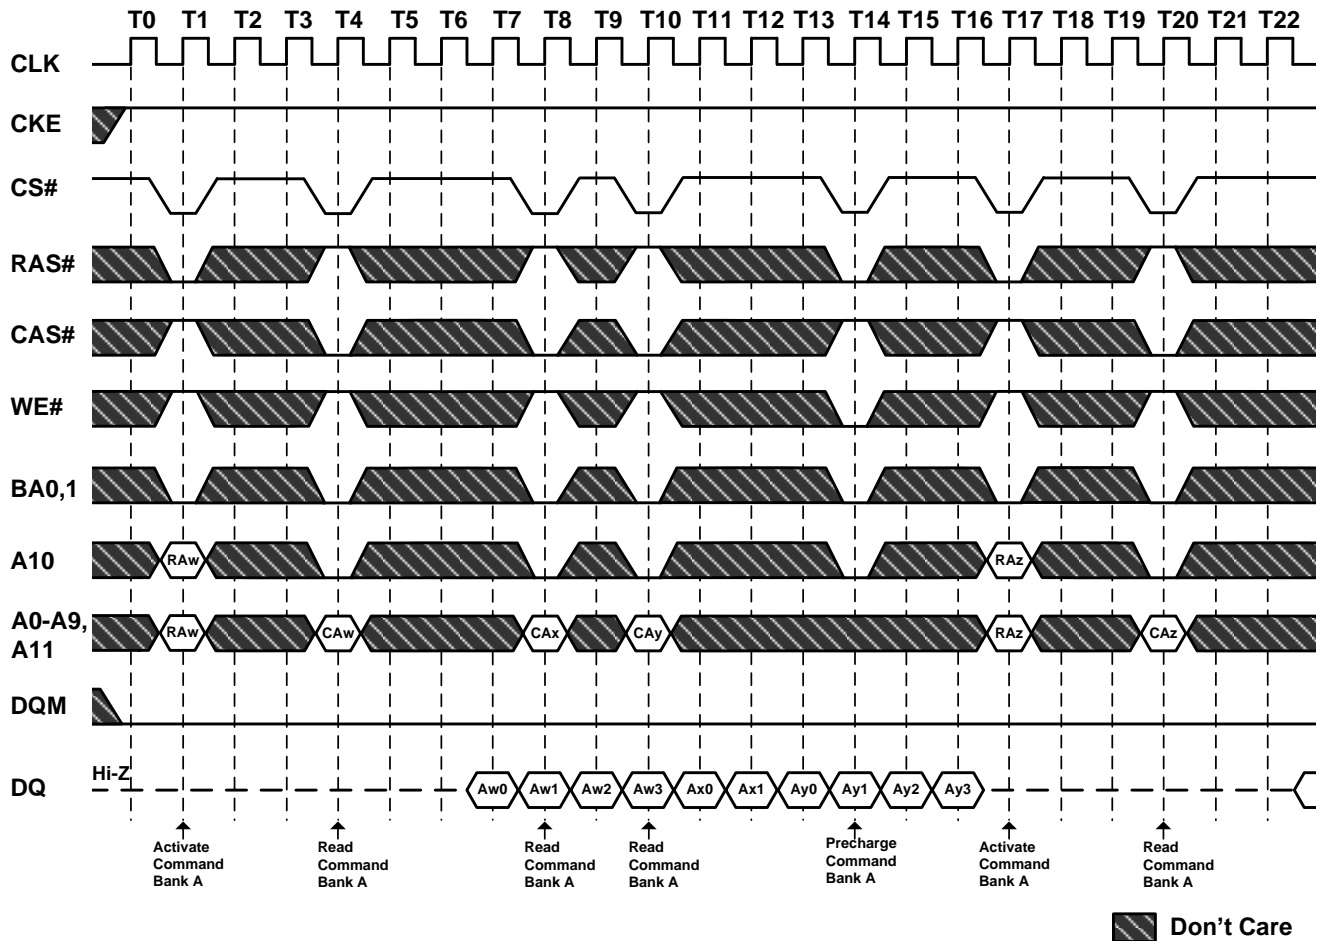 T0 T1 T2 T3 T4 T5 T6 T7 T8 T9 T10 T11 T12 T13 T14 T15 T16 T17 T18 T19 T20 T21 T22
CLK
CKE
CS#
RAS#
CAS#
WE#
BA0,1
A10 RAw RAz
A0-A9,
A11 RAw CAw CAx CAy RAz CAz
DQM
Hi-Z
DQ Aw0 Aw1 Aw2 Aw3 Ax0 Ax1 Ay0 Ay1 Ay2 Ay3
Activate
Command
Bank A
Read
Command
Bank A
Read
Command
Bank A
Read
Command
Bank A
Precharge
Command
Bank A
Activate
Command
Bank A
Read
Command
Bank A
Don't Care